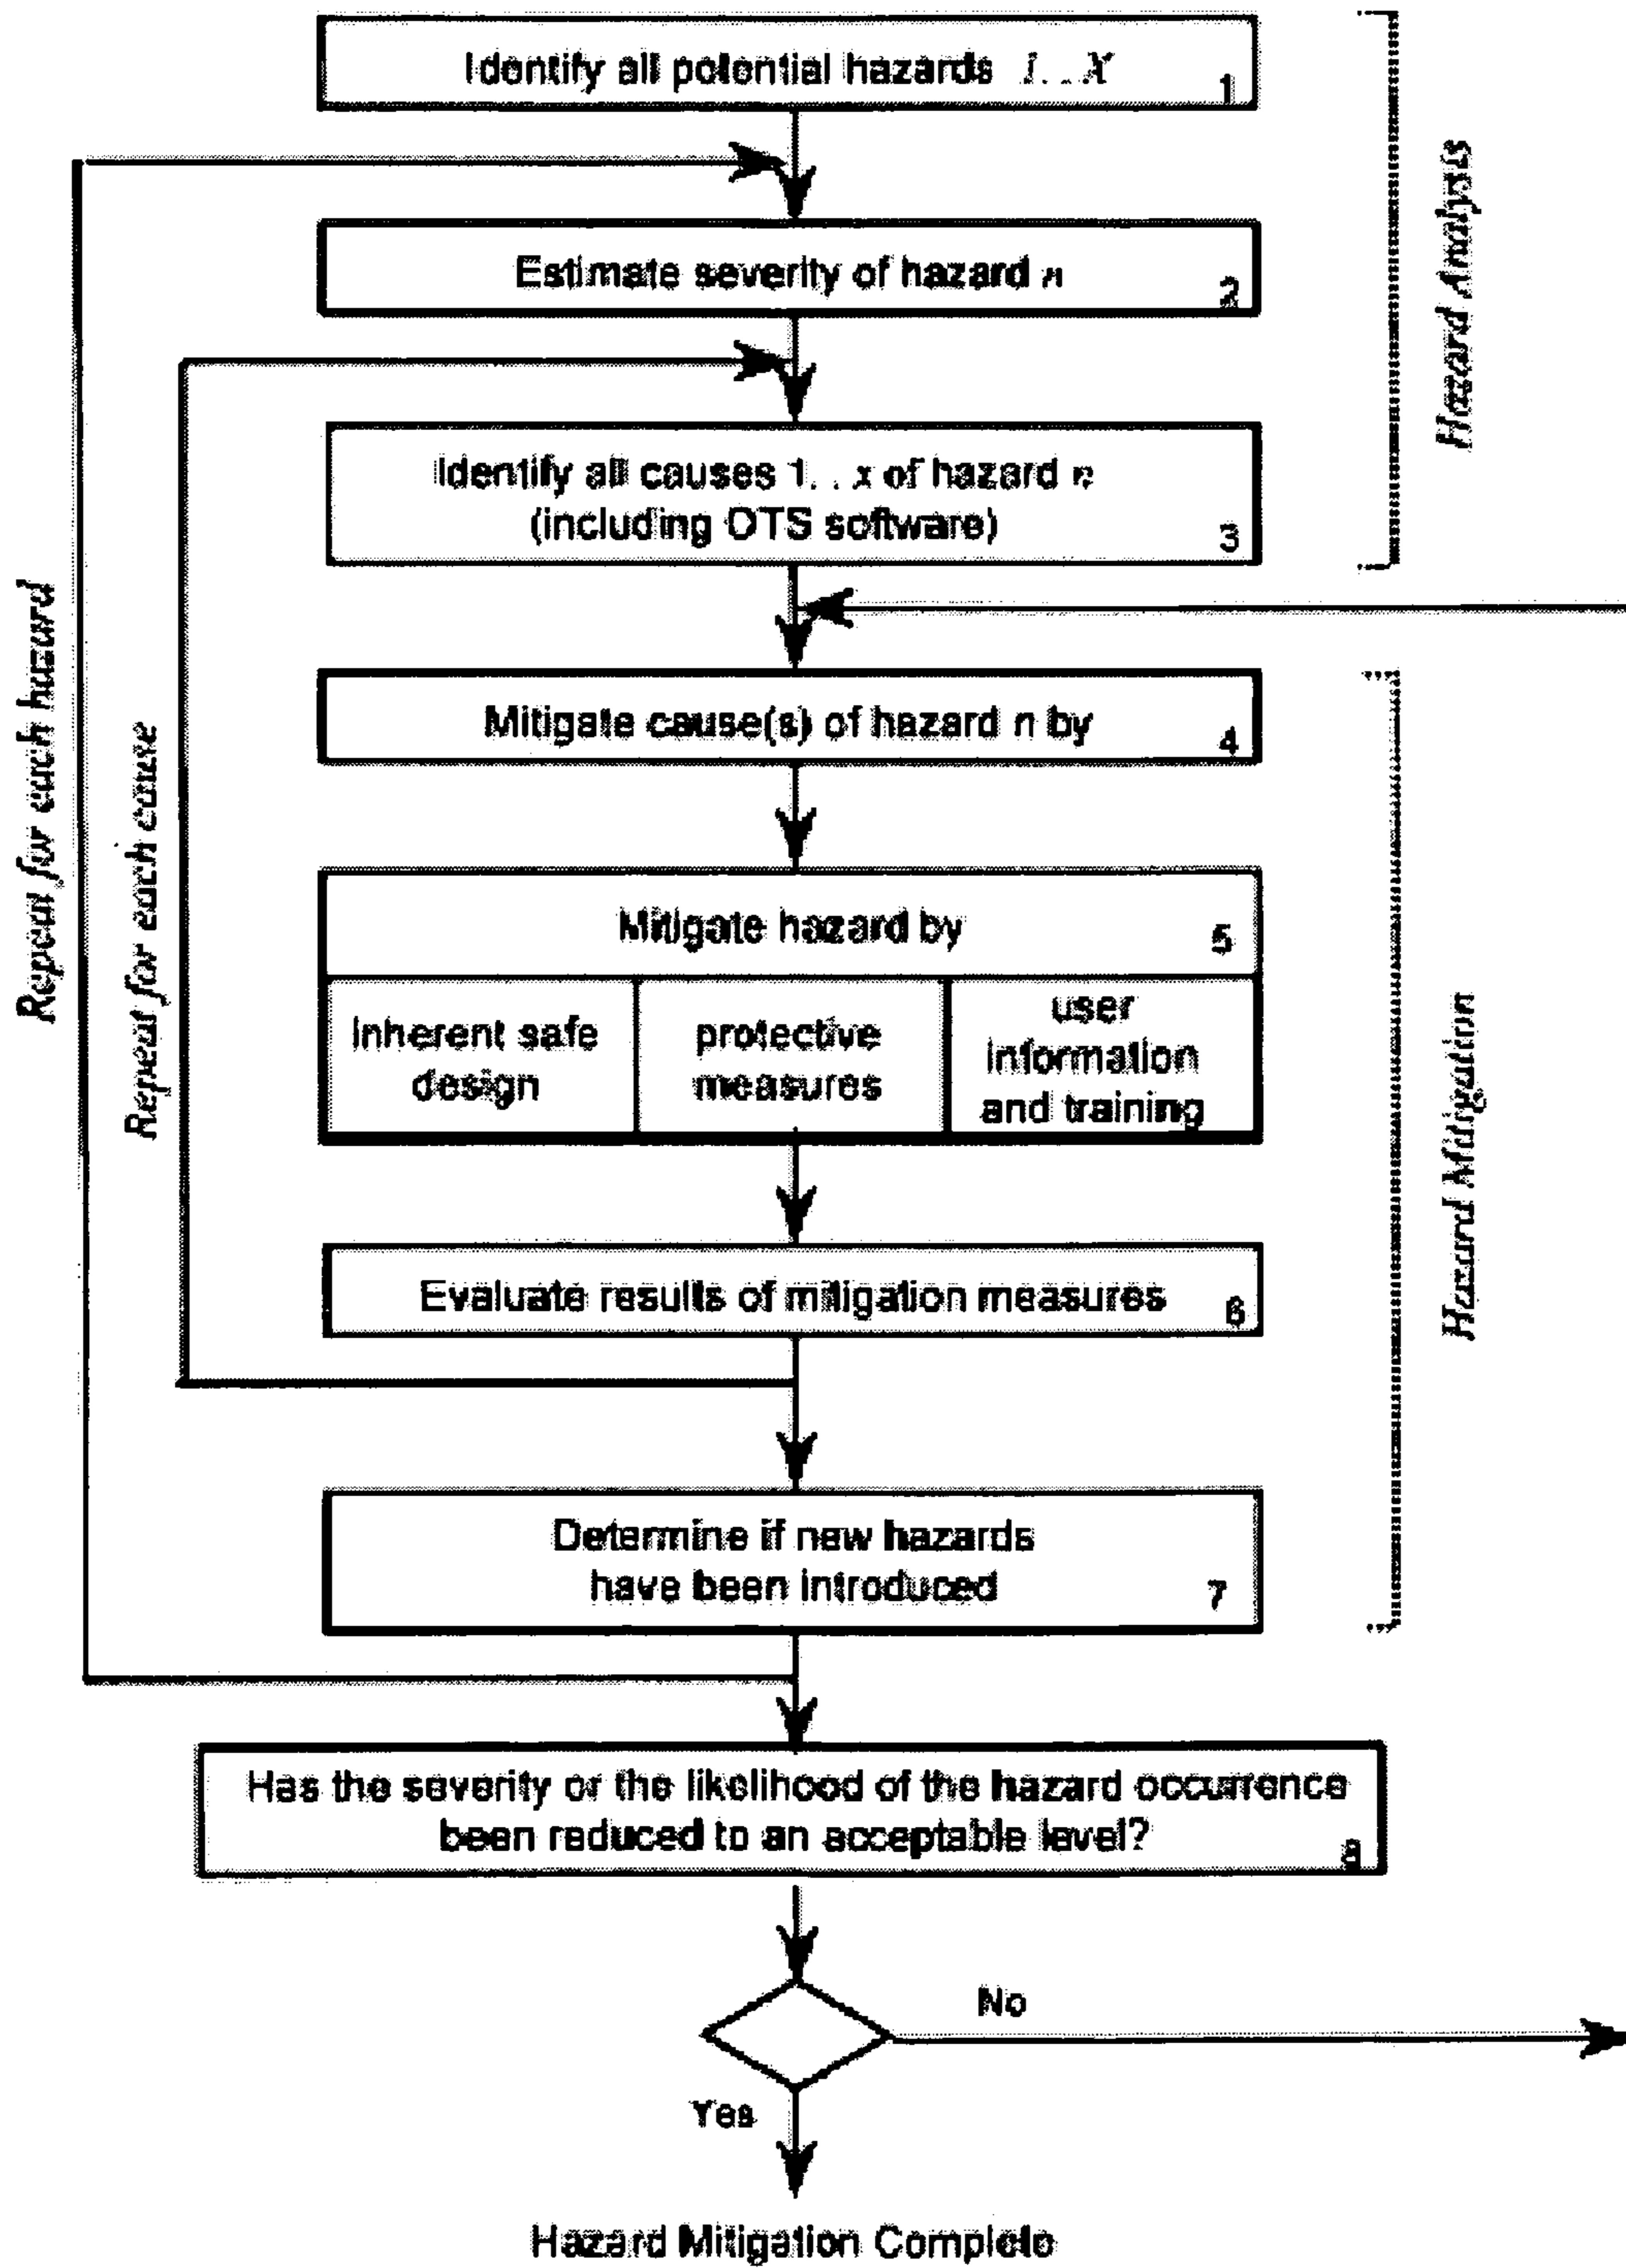 Identify all potential hazards 1...X
1
Estimate severity of hazard n
2
Identify all causes 1...x of hazard n
(including OTS software)
3
Mitigate cause(s) of hazard n by
4
Mitigate hazard by
5
inherent safe
design
protective
measures
user
information
and training
Evaluate results of mitigation measures
6
Determine if new hazards
have been introduced
7
Has the severity or the likelihood of the hazard occurrence
been reduced to an acceptable level?
8
No
Yes
Hazard Mitigation Complete
Repeat for each hazard
Repeat for each cause
Hazard Analysis
Hazard Mitigation